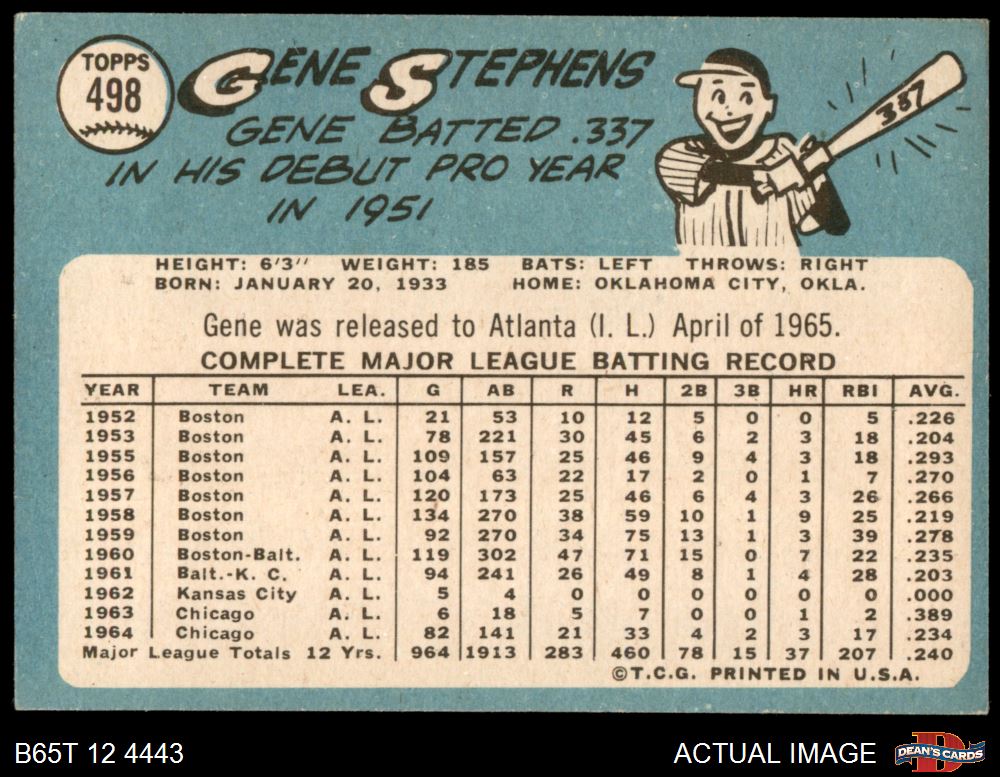 TOPPS
498
GENE STEPHENS
GENE BATTED .337
IN HIS DEBUT PRO YEAR
IN 1951
337
HEIGHT: 6'3" WEIGHT: 185 BATS: LEFT THROWS: RIGHT
BORN: JANUARY 20, 1933 HOME: OKLAHOMA CITY, OKLA.
Gene was released to Atlanta (I. L.) April of 1965.
COMPLETE MAJOR LEAGUE BATTING RECORD
YEAR TEAM LEA. G AB R H 2B 3B HR RBI AVG.
1952 Boston A. L. 21 53 10 12 5 0 0 5 .226
1953 Boston A. L. 78 221 30 45 6 2 3 18 .204
1955 Boston A. L. 109 157 25 46 9 4 3 18 .293
1956 Boston A. L. 104 63 22 17 2 0 1 7 .270
1957 Boston A. L. 120 173 25 46 6 4 3 26 .266
1958 Boston A. L. 134 270 38 59 10 1 9 25 .219
1959 Boston A. L. 92 270 34 75 13 1 3 39 .278
1960 Boston-Balt. A. L. 119 302 47 71 15 0 7 22 .235
1961 Balt.-K. C. A. L. 94 241 26 49 8 1 4 28 .203
1962 Kansas City A. L. 5 4 0 0 0 0 0 0 .000
1963 Chicago A. L. 6 18 5 7 0 0 1 2 .389
1964 Chicago A. L. 82 141 21 33 4 2 3 17 .234
Major League Totals 12 Yrs. 964 1913 283 460 78 15 37 207 .240
©T.C.G. PRINTED IN U.S.A.
B65T 12 4443 ACTUAL IMAGE DEAN'S CARDS